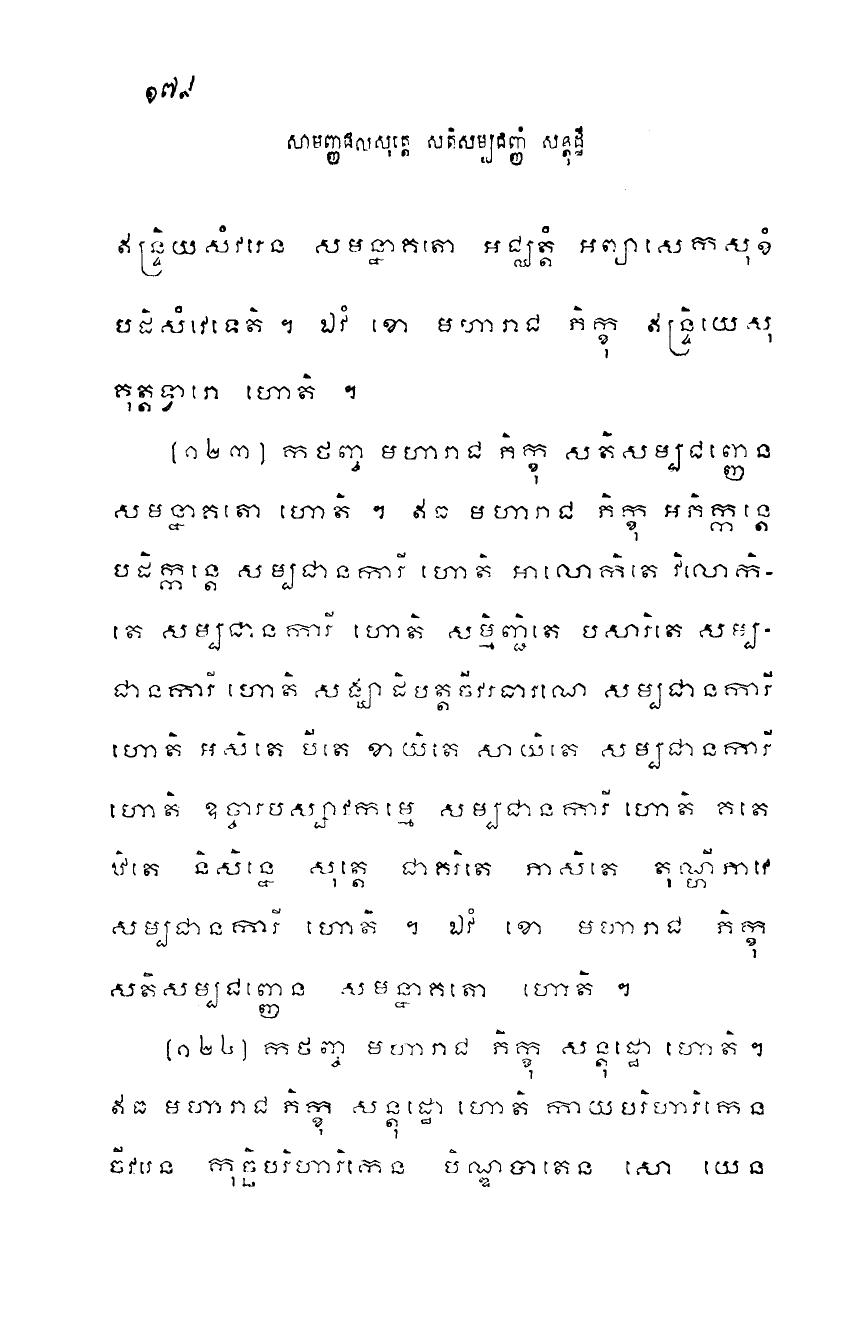 ១៧៩
សាមញ្ញផលសុត្តេ សតិសម្បជញ្ញំ សន្តុដ្ឋី
ឥន្ទ្រិយសំវរេន សមន្នាគតោ អជ្ឈត្តំ អព្យាសេកសុខំ
បដិសំវេទេតិ ។ ឯវំ ខោ មហារាជ ភិក្ខុ ឥន្ទ្រិយេសុ
គុត្តទ្វារោ ហោតិ ។
[១២៣] កថញ្ច មហារាជ ភិក្ខុ សតិសម្បជញ្ញេន
សមន្នាគតោ ហោតិ ។ ឥធ មហារាជ ភិក្ខុ អភិក្កន្តេ
បដិក្កន្តេ សម្បជានការី ហោតិ អាលោកិតេ វិលោកិ-
តេ សម្បជានការី ហោតិ សម្មិញ្ជិតេ បសារិតេ សម្ប-
ជានការី ហោតិ សង្ឃាដិបត្តចីវរធារណេ សម្បជានការី
ហោតិ អសិតេ បីតេ ខាយិតេ សាយិតេ សម្បជានការី
ហោតិ ឧច្ចារបស្សាវកម្មេ សម្បជានការី ហោតិ គតេ
ឋិតេ និសិន្នេ សុត្តេ ជាគរិតេ ភាសិតេ តុណ្ហីភាវេ
សម្បជានការី ហោតិ ។ ឯវំ ខោ មហារាជ ភិក្ខុ
សតិសម្បជញ្ញេន សមន្នាគតោ ហោតិ ។
[១២៤] កថញ្ច មហារាជ ភិក្ខុ សន្តុដ្ឋោ ហោតិ ។
ឥធ មហារាជ ភិក្ខុ សន្តុដ្ឋោ ហោតិ កាយបរិហារិកេន
ចីវរេន កុច្ឆិបរិហារិកេន បិណ្ឌបាតេន សោ យេន